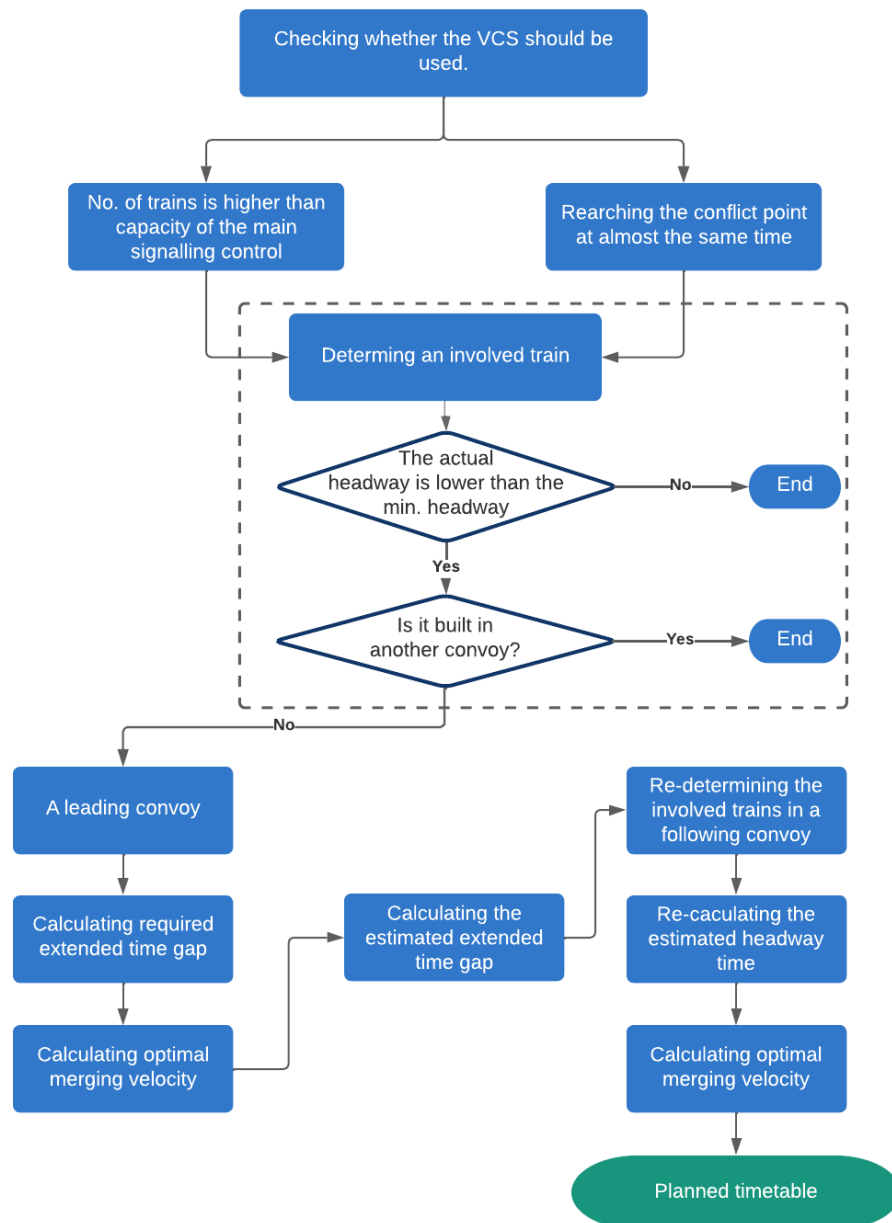 Checking whether the VCS should be
used.
No. of trains is higher than
capacity of the main
signalling control
Rearching the conflict point
at almost the same time
Determing an involved train
The actual
headway is lower than the
min. headway
No
End
Yes
Is it built in
another convoy?
Yes
End
No
A leading convoy
Calculating required
extended time gap
Calculating optimal
merging velocity
Calculating the
estimated extended
time gap
Re-determining the
involved trains in a
following convoy
Re-caculating the
estimated headway
time
Calculating optimal
merging velocity
Planned timetable